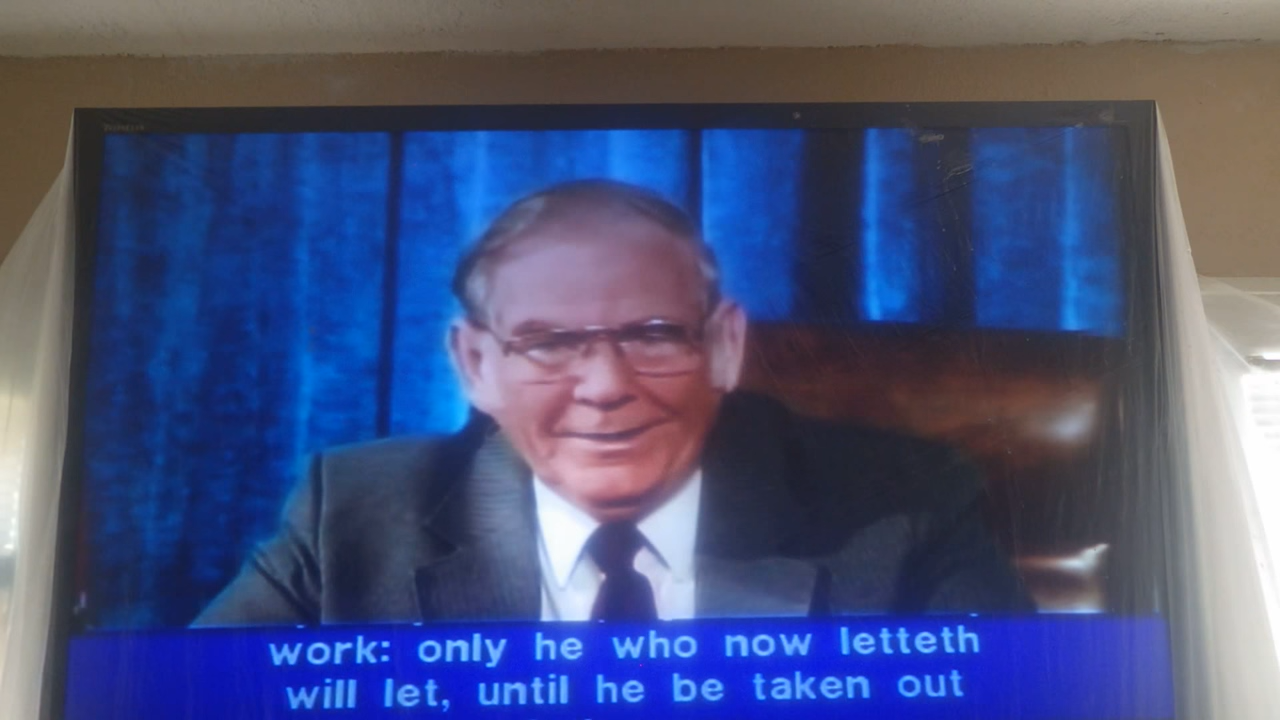 work: only he who now letteth
will let, until he be taken out